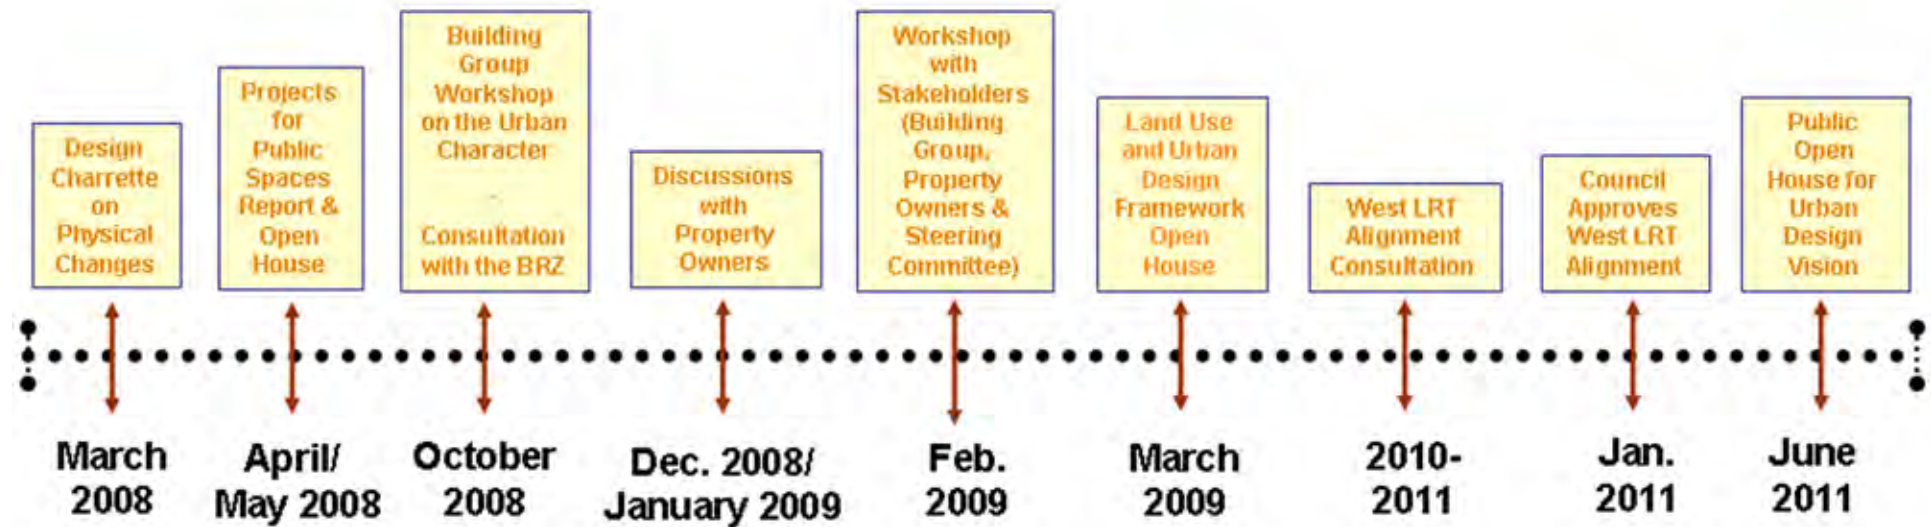 Design
Charrette
on
Physical
Changes
Projects
for
Public
Spaces
Report &
Open
House
Building
Group
Workshop
on the Urban
Character
Consultation
with the BRZ
Discussions
with
Property
Owners
Workshop
with
Stakeholders
(Building
Group,
Property
Owners &
Steering
Committee)
Land Use
and Urban
Design
Framework
Open
House
West LRT
Alignment
Consultation
Council
Approves
West LRT
Alignment
Public
Open
House for
Urban
Design
Vision
March
2008
April/
May 2008
October
2008
Dec. 2008/
January 2009
Feb.
2009
March
2009
2010-
2011
Jan.
2011
June
2011